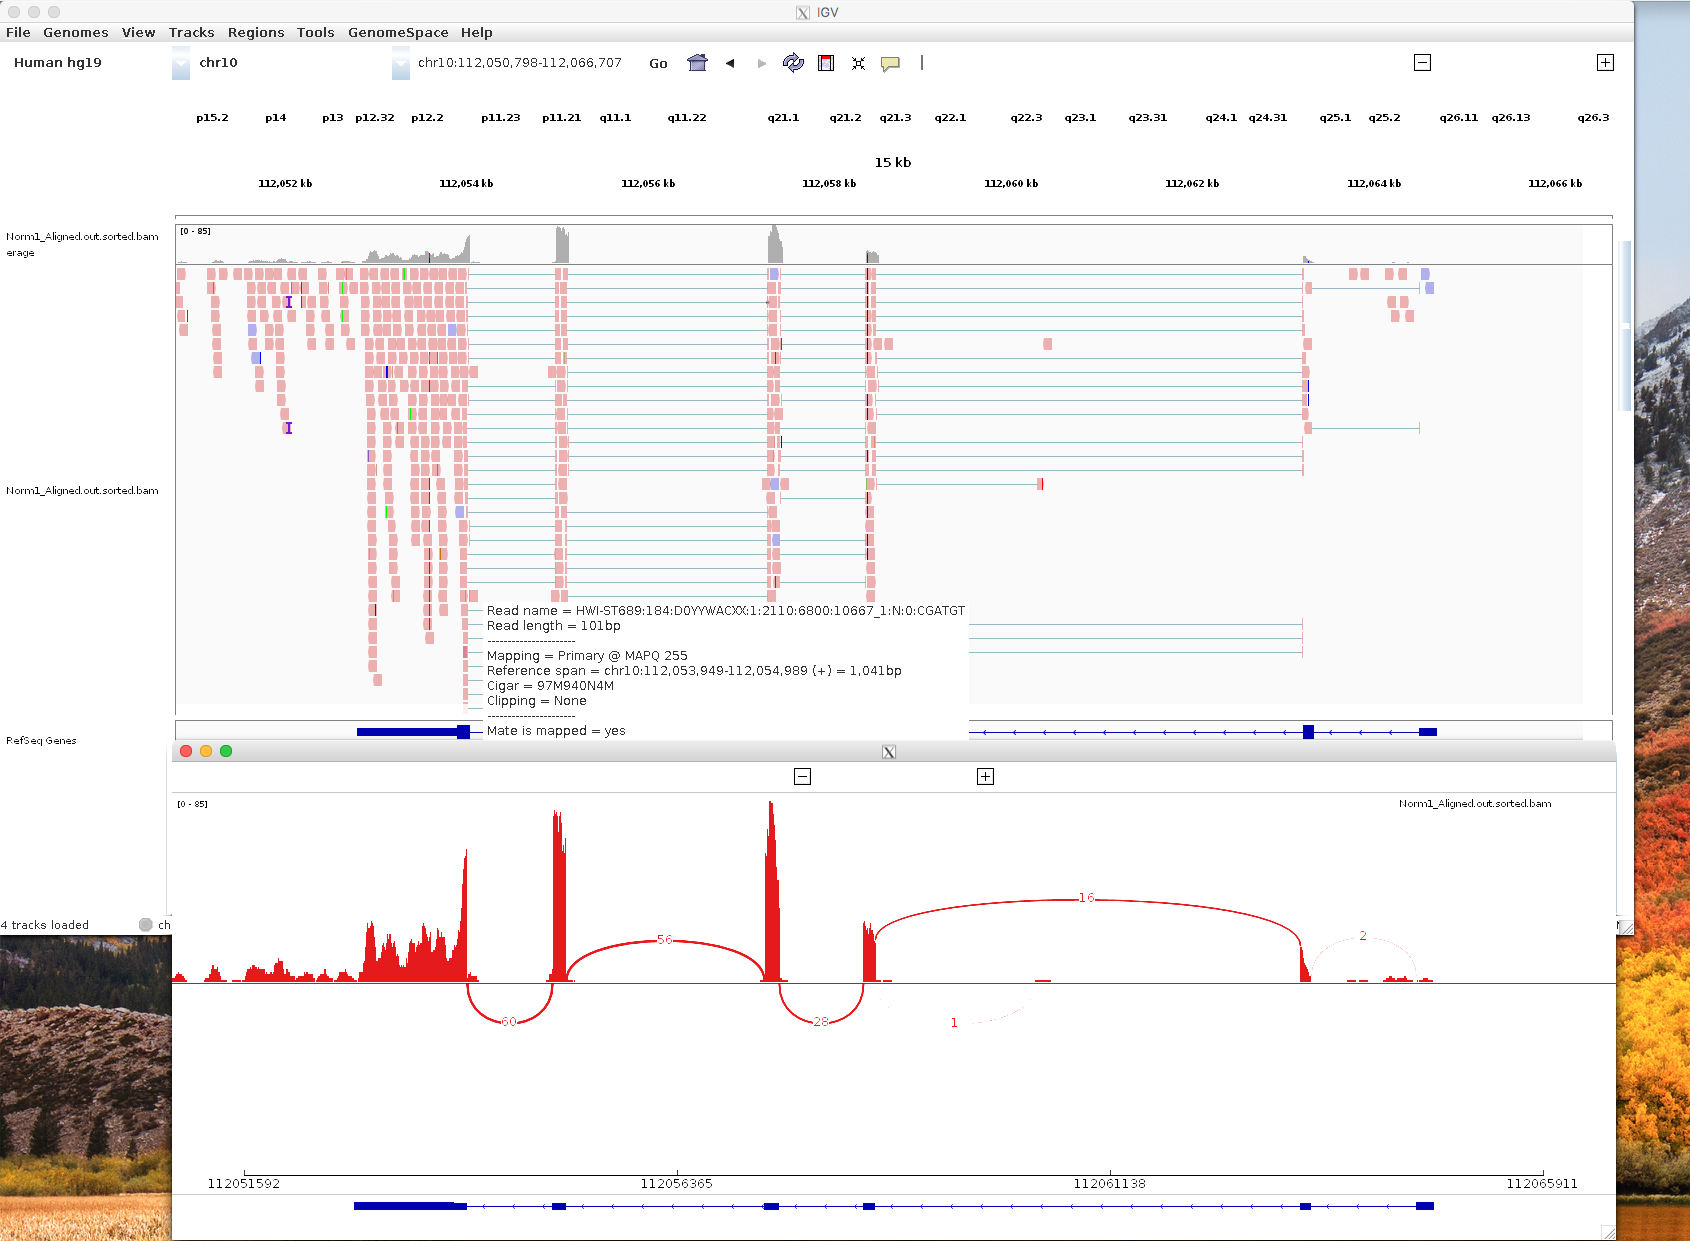 IGV
File Genomes View Tracks Regions Tools GenomeSpace Help
Human hg19 chr10 chr10:112,050,798-112,066,707 Go
p15.2 p14 p13 p12.32 p12.2 p11.23 p11.21 q11.1 q11.22 q21.1 q21.2 q21.3 q22.1 q22.3 q23.1 q23.31 q24.1 q24.31 q25.1 q25.2 q26.11 q26.13 q26.3
15 kb
112,052 kb 112,054 kb 112,056 kb 112,058 kb 112,060 kb 112,062 kb 112,064 kb 112,066 kb
[0 - 85]
Norm1_Aligned.out.sorted.bam
erage
Norm1_Aligned.out.sorted.bam
Read name = HWI-ST689:184:D0YYWACXX:1:2110:6800:10667_1:N:0:CGATGT
Read length = 101bp
----------------------
Mapping = Primary @ MAPQ 255
Reference span = chr10:112,053,949-112,054,989 (+) = 1,041bp
Cigar = 97M940N4M
Clipping = None
----------------------
Mate is mapped = yes
RefSeq Genes
[0 - 85] Norm1_Aligned.out.sorted.bam
16
56 2
60 28 1
4 tracks loaded ch
112051592 112056365 112061138 112065911